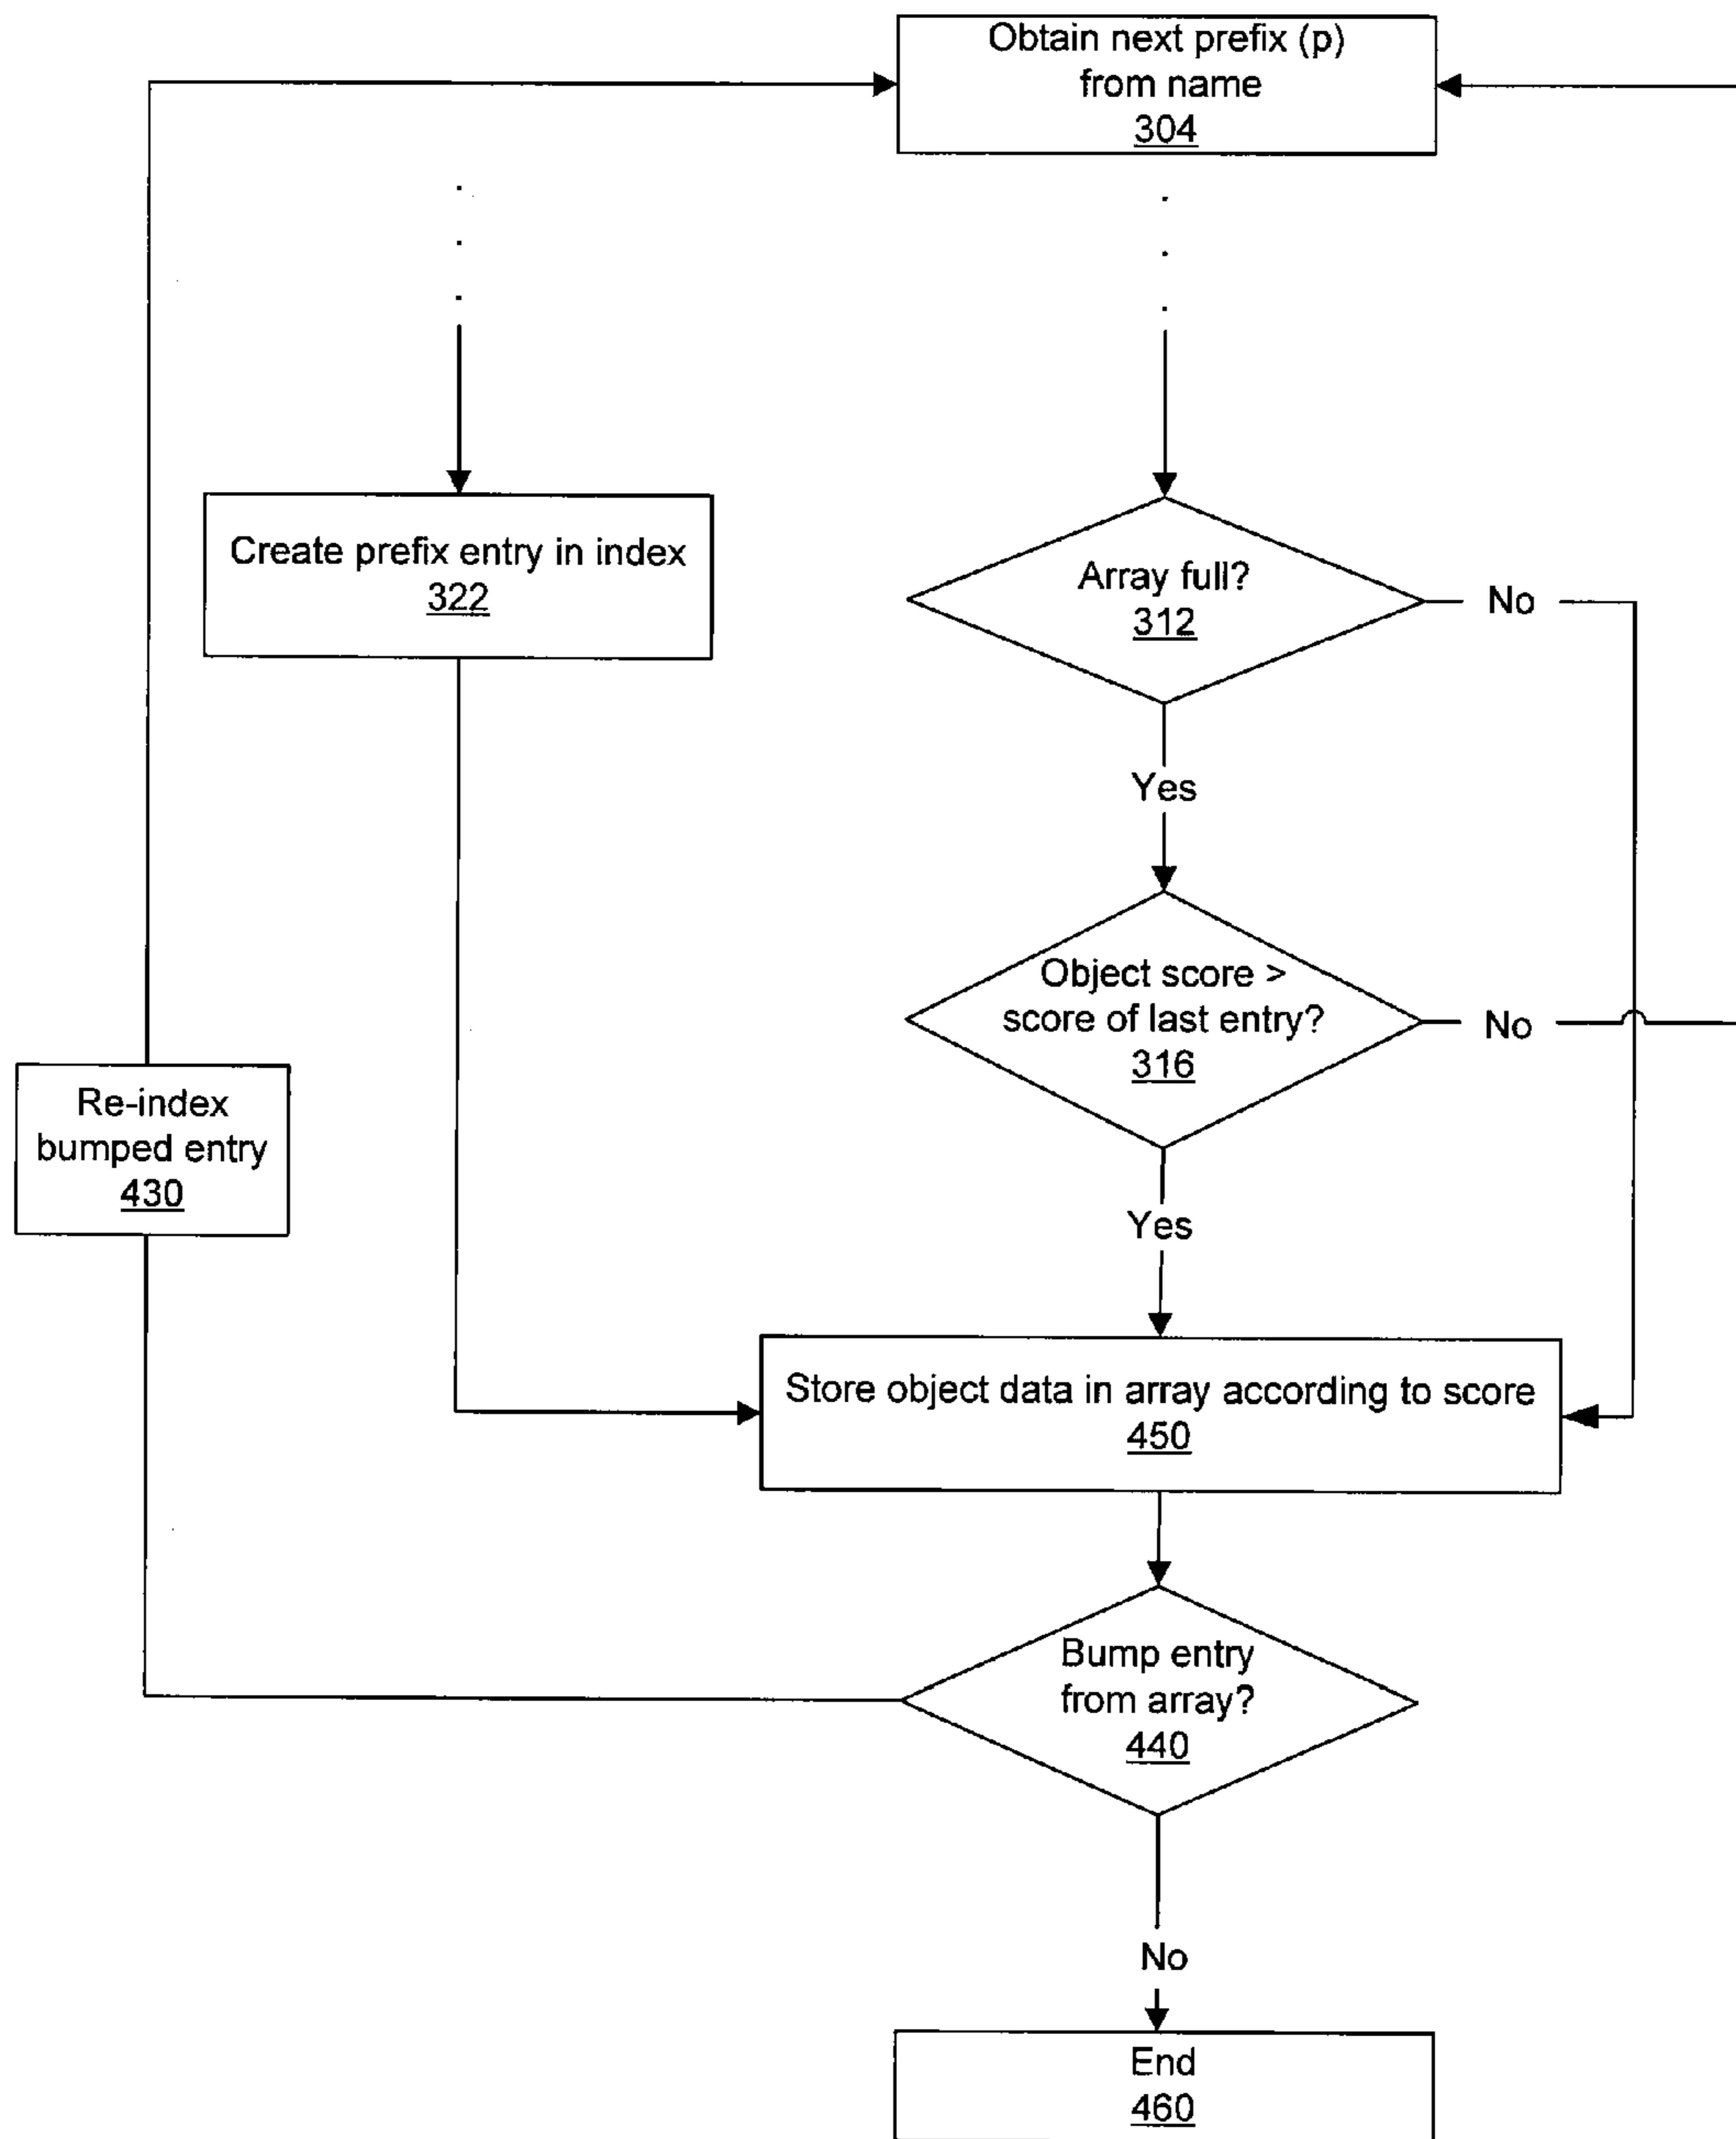 Obtain next prefix (p)
from name
304
Create prefix entry in index
322
Array full?
312
No
Yes
Object score >
score of last entry?
316
No
Re-index
bumped entry
430
Yes
Store object data in array according to score
450
Bump entry
from array?
440
No
End
460